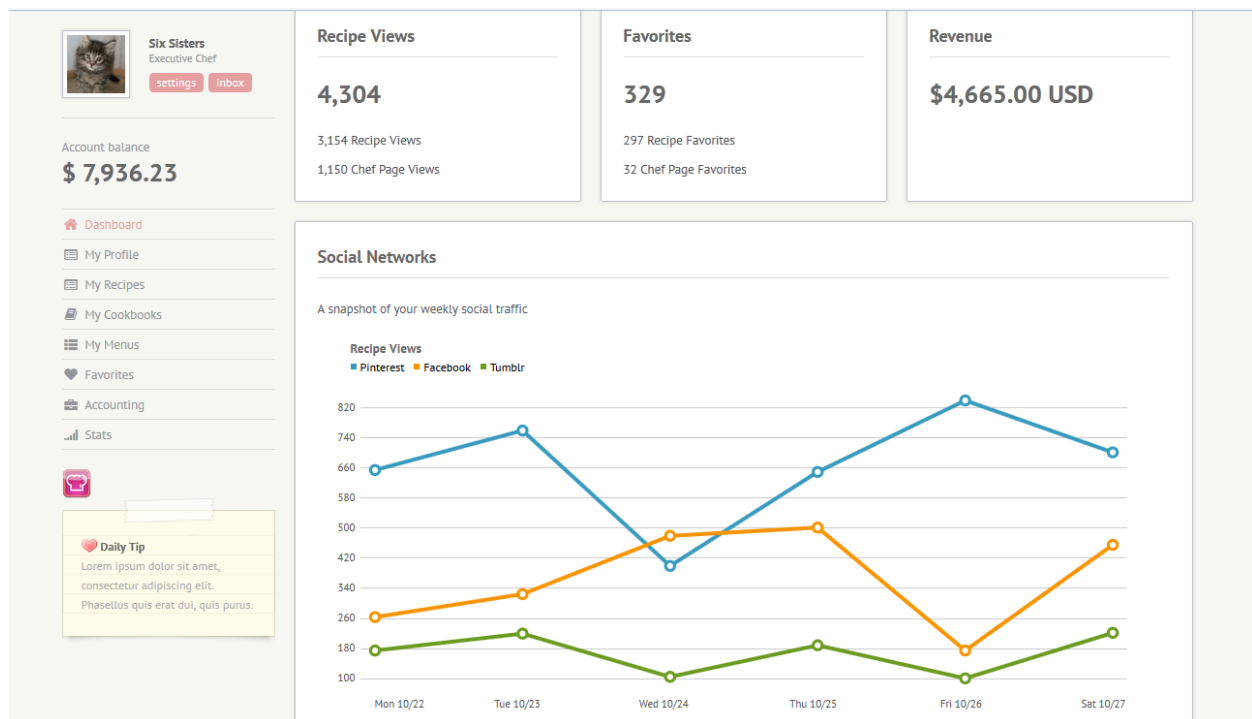 Six Sisters
Executive Chef
settings inbox
Account balance
$ 7,936.23
Dashboard
My Profile
My Recipes
My Cookbooks
My Menus
Favorites
Accounting
Stats
Daily Tip
Lorem ipsum dolor sit amet,
consectetur adipiscing elit.
Phasellus quis erat dui, quis purus.
Recipe Views
4,304
3,154 Recipe Views
1,150 Chef Page Views
Favorites
329
297 Recipe Favorites
32 Chef Page Favorites
Revenue
$4,665.00 USD
Social Networks
A snapshot of your weekly social traffic
Recipe Views
Pinterest Facebook Tumblr
820
740
660
580
500
420
340
260
180
100
Mon 10/22 Tue 10/23 Wed 10/24 Thu 10/25 Fri 10/26 Sat 10/27